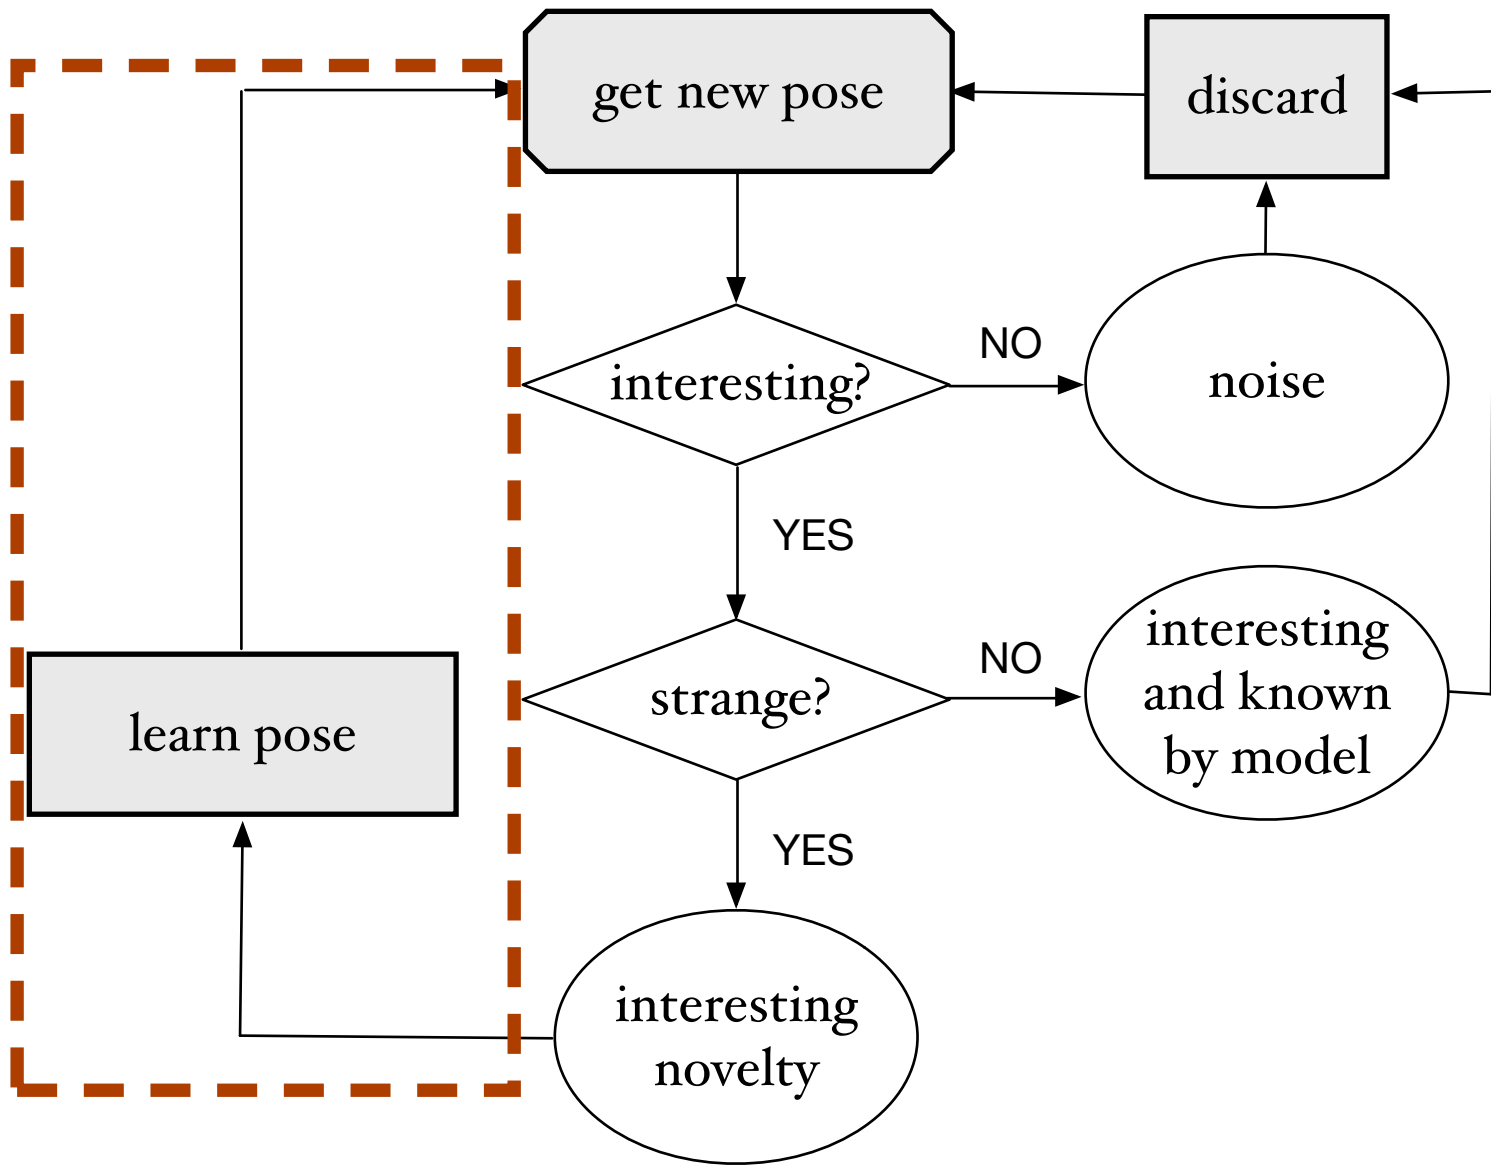 get new pose
discard
interesting?
NO
noise
YES
strange?
NO
interesting
and known
by model
learn pose
YES
interesting
novelty